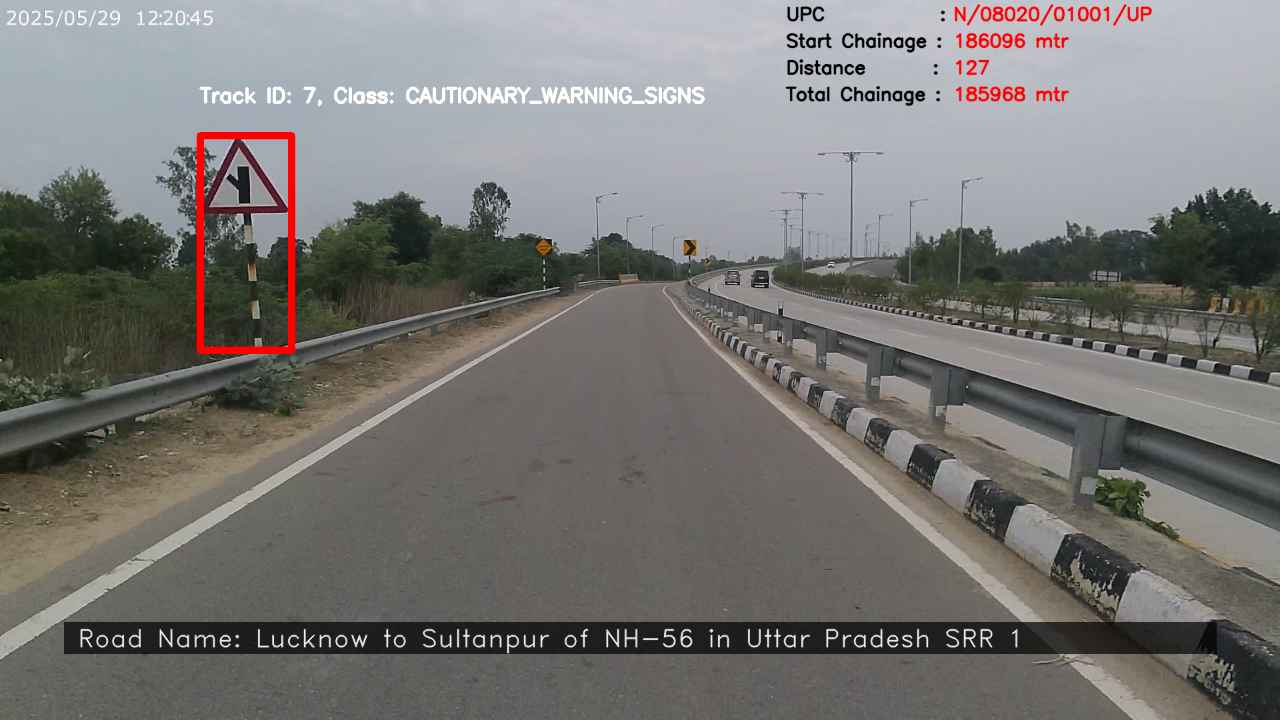 2025/05/29 12:20:45
UPC : N/08020/01001/UP
Start Chainage : 186096 mtr
Distance : 127
Total Chainage : 185968 mtr
Track ID: 7, Class: CAUTIONARY_WARNING_SIGNS
Road Name: Lucknow to Sultanpur of NH-56 in Uttar Pradesh SRR 1